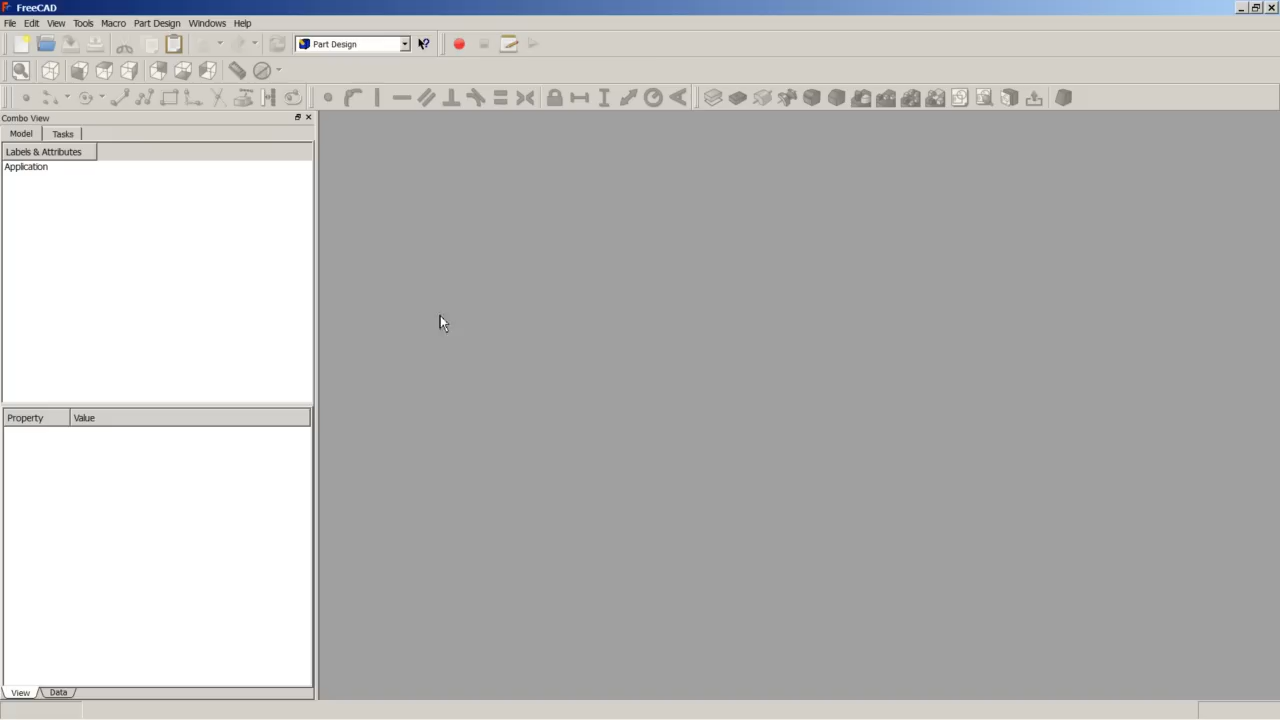 FreeCAD
File Edit View Tools Macro Part Design Windows Help
Part Design
Combo View
Model Tasks
Labels & Attributes
Application
Property Value
View Data